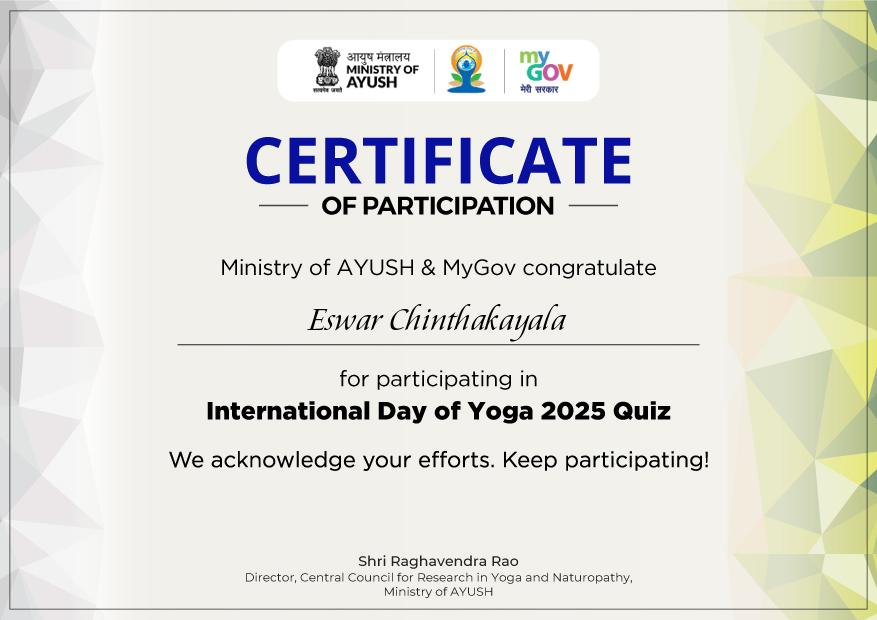 आयुष मंत्रालय
MINISTRY OF
AYUSH
सत्यमेव जयते
my
GOV
मेरी सरकार
CERTIFICATE
OF PARTICIPATION
Ministry of AYUSH & MyGov congratulate
Eswar Chinthakayala
for participating in
International Day of Yoga 2025 Quiz
We acknowledge your efforts. Keep participating!
Shri Raghavendra Rao
Director, Central Council for Research in Yoga and Naturopathy,
Ministry of AYUSH